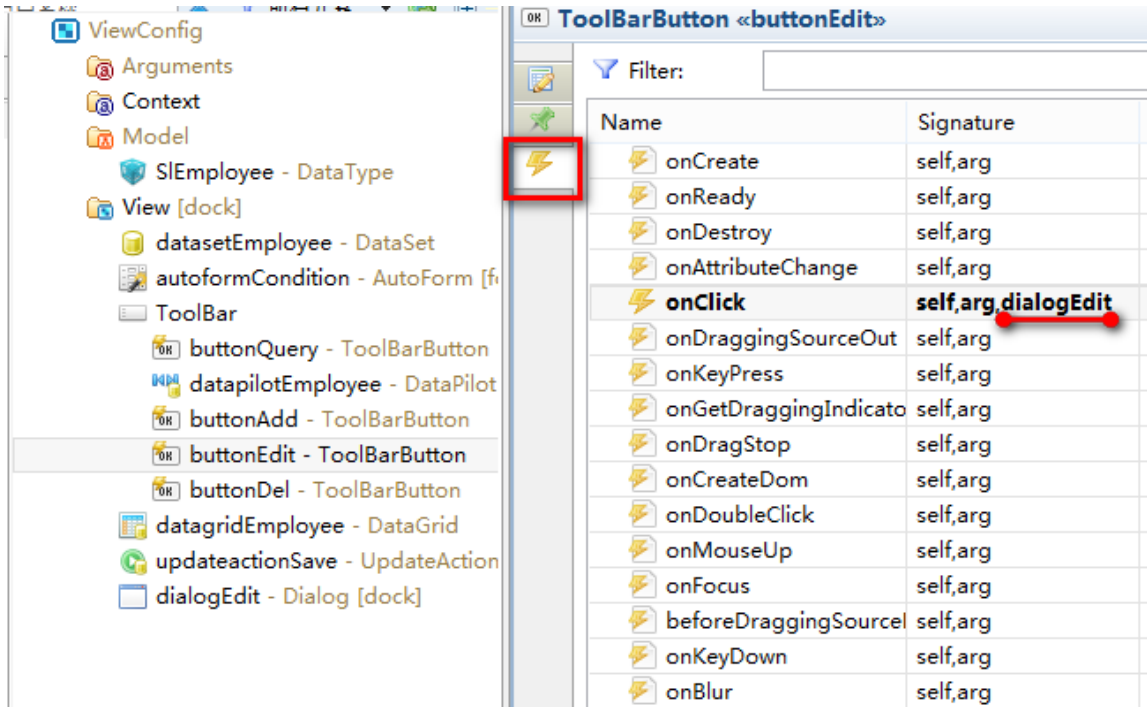 ViewConfig
Arguments
Context
Model
SlEmployee - DataType
View [dock]
datasetEmployee - DataSet
autoformCondition - AutoForm [f
ToolBar
buttonQuery - ToolBarButton
datapilotEmployee - DataPilot
buttonAdd - ToolBarButton
buttonEdit - ToolBarButton
buttonDel - ToolBarButton
datagridEmployee - DataGrid
updateactionSave - UpdateAction
dialogEdit - Dialog [dock]
OK ToolBarButton «buttonEdit»
Filter:
Name Signature
onCreate self,arg
onReady self,arg
onDestroy self,arg
onAttributeChange self,arg
onClick self,arg,dialogEdit
onDraggingSourceOut self,arg
onKeyPress self,arg
onGetDraggingIndicato self,arg
onDragStop self,arg
onCreateDom self,arg
onDoubleClick self,arg
onMouseUp self,arg
onFocus self,arg
beforeDraggingSource self,arg
onKeyDown self,arg
onBlur self,arg